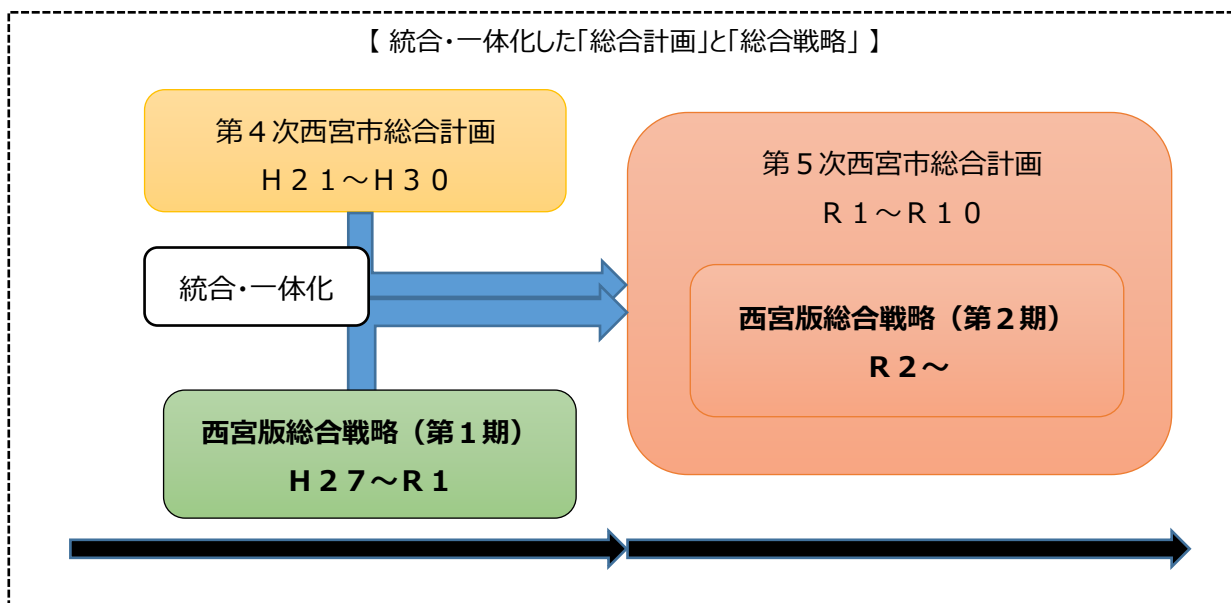 【 統合・一体化した「総合計画」と「総合戦略」 】
第４次西宮市総合計画
Ｈ２１～Ｈ３０
統合・一体化
西宮版総合戦略（第１期）
Ｈ２７～Ｒ１
第５次西宮市総合計画
Ｒ１～Ｒ１０
西宮版総合戦略（第２期）
Ｒ２～